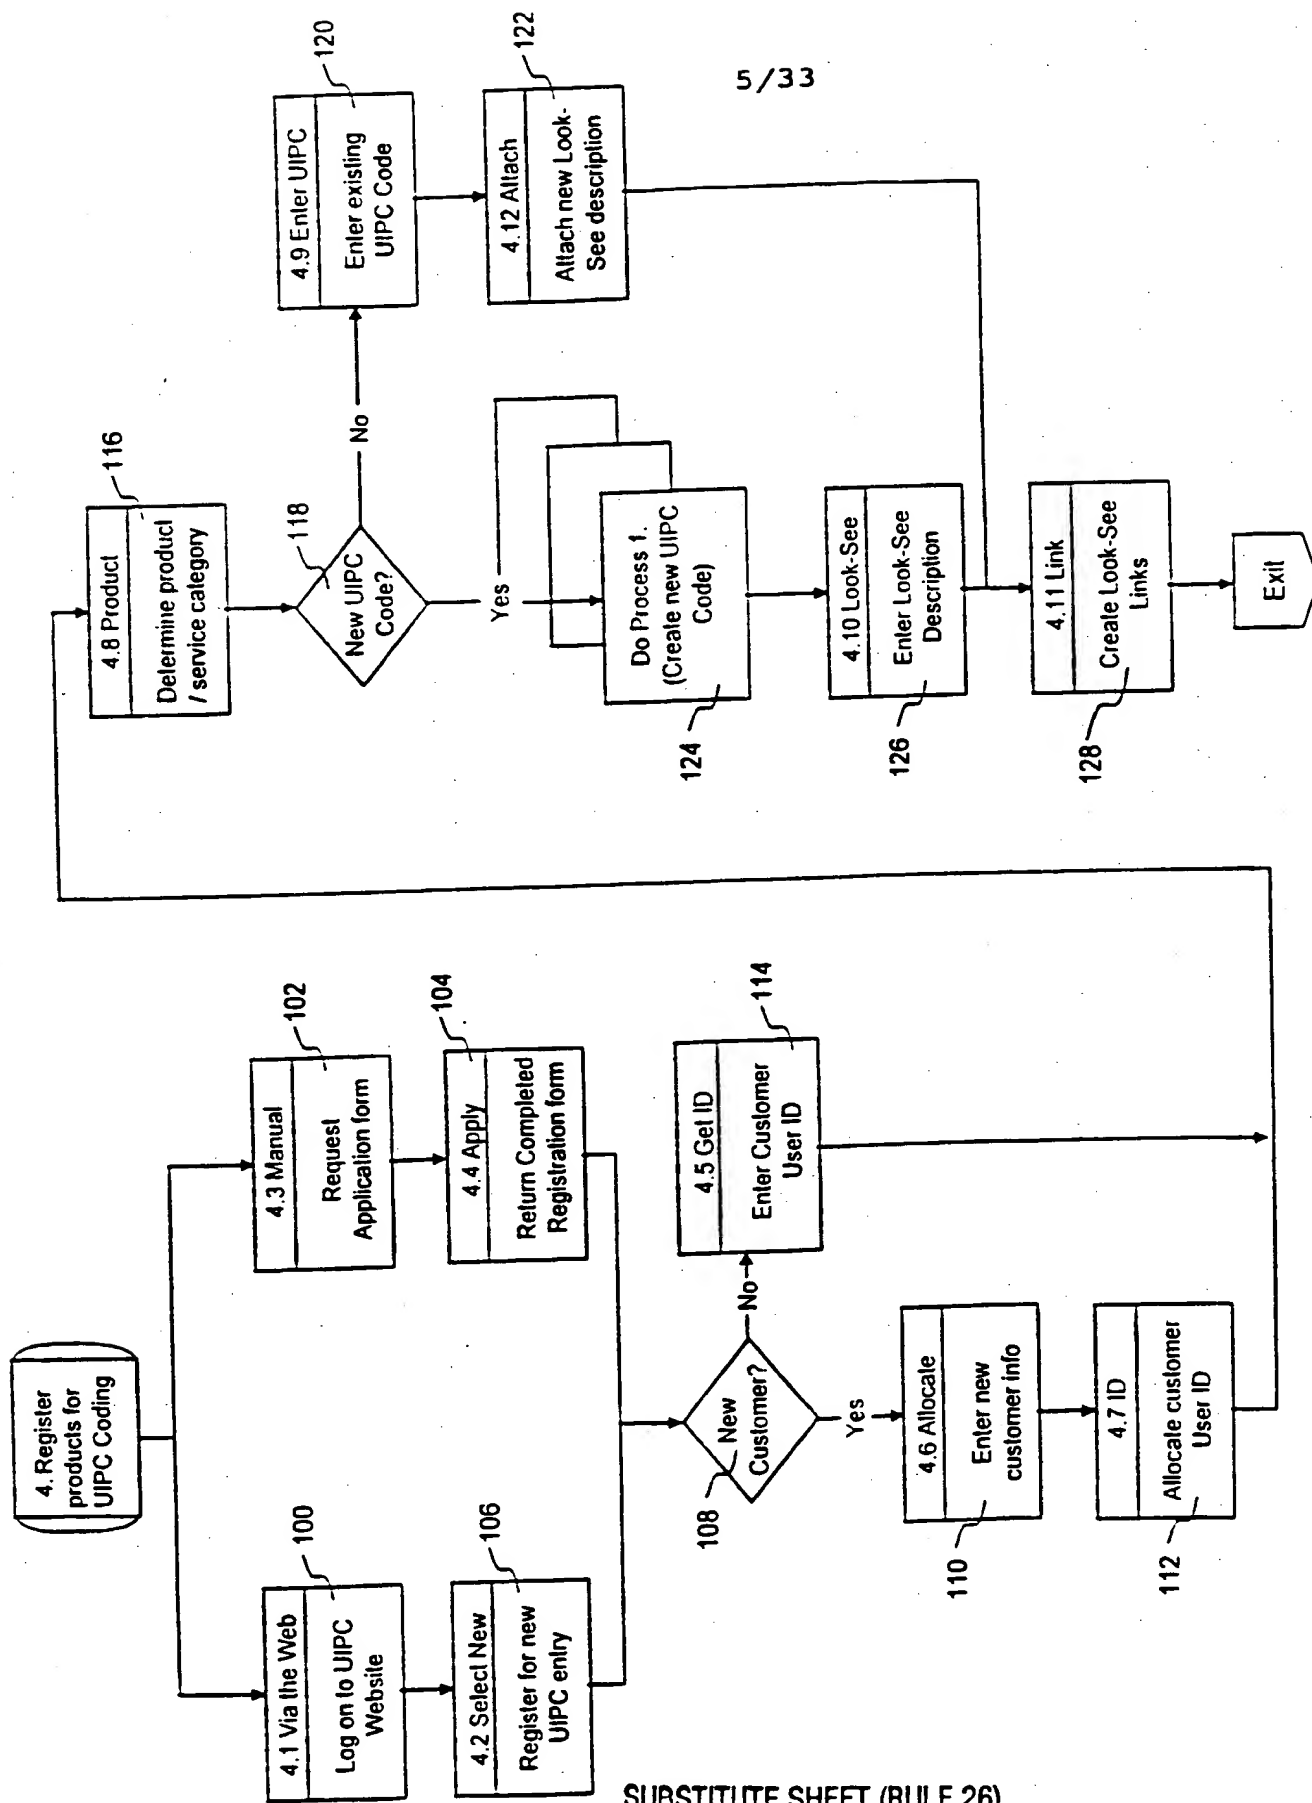 5/33
4. Register
products for
UIPC Coding
4.1 Via the Web
Log on to UIPC
Website
100
4.2 Select New
Register for new
UIPC entry
106
4.3 Manual
Request
Application form
102
4.4 Apply
Return Completed
Registration form
104
New
Customer?
108
No
4.5 Get ID
Enter Customer
User ID
114
Yes
4.6 Allocate
Enter new
customer info
110
4.7 ID
Allocate customer
User ID
112
4.8 Product
Determine product
/ service category
116
New UIPC
Code?
118
No
4.9 Enter UIPC
Enter existing
UIPC Code
120
4.12 Attach
Attach new Look-
See description
122
Yes
Do Process 1.
(Create new UIPC
Code)
124
4.10 Look-See
Enter Look-See
Description
126
4.11 Link
Create Look-See
Links
128
Exit
SUBSTITUTE SHEET (RULE 26)